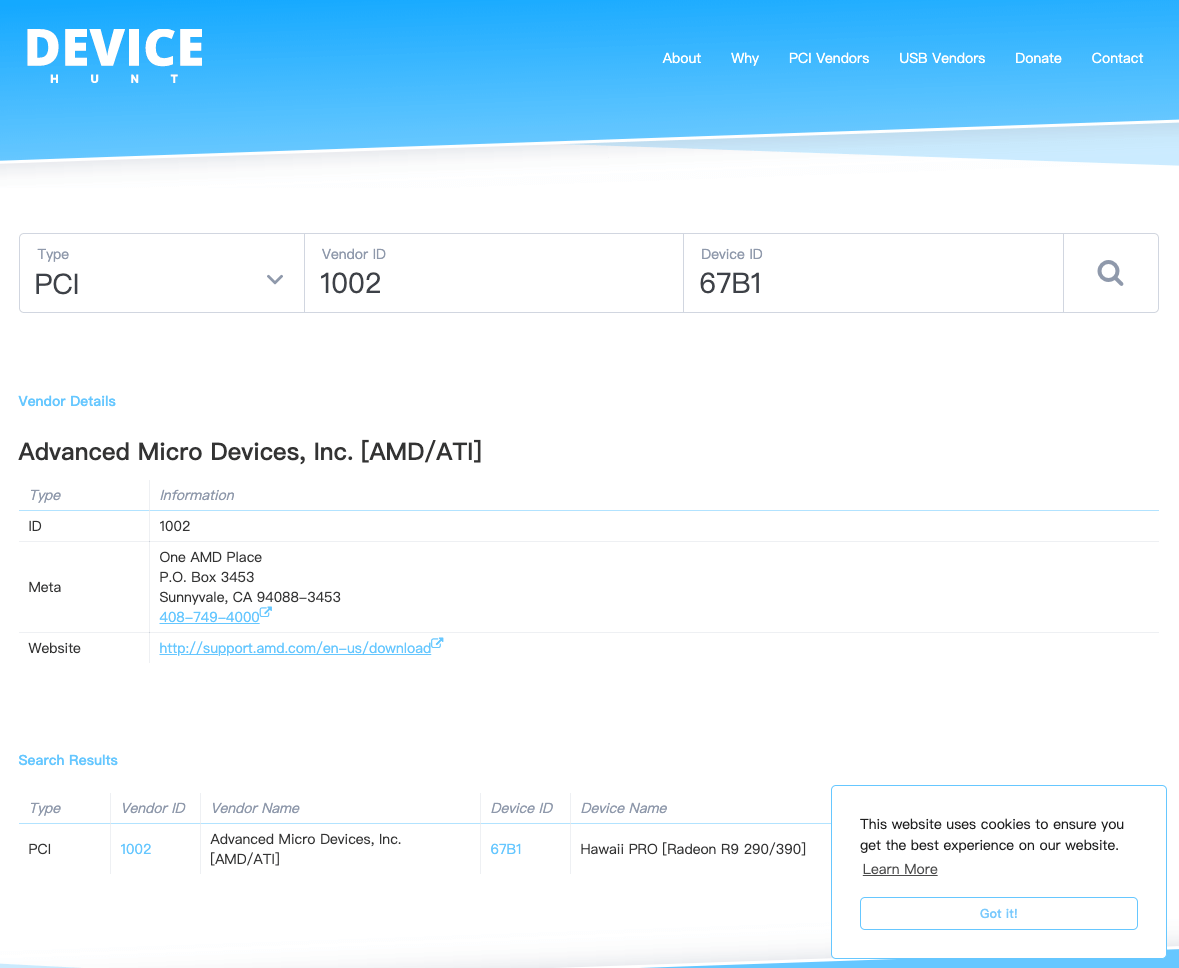 DEVICE
HUNT
About Why PCI Vendors USB Vendors Donate Contact
Type Vendor ID Device ID
PCI 1002 67B1
Vendor Details
Advanced Micro Devices, Inc. [AMD/ATI]
Type Information
ID 1002
Meta
One AMD Place
P.O. Box 3453
Sunnyvale, CA 94088-3453
408-749-4000
Website http://support.amd.com/en-us/download
Search Results
Type Vendor ID Vendor Name Device ID Device Name
PCI 1002 Advanced Micro Devices, Inc. [AMD/ATI] 67B1 Hawaii PRO [Radeon R9 290/390]
This website uses cookies to ensure you
get the best experience on our website.
Learn More
Got it!